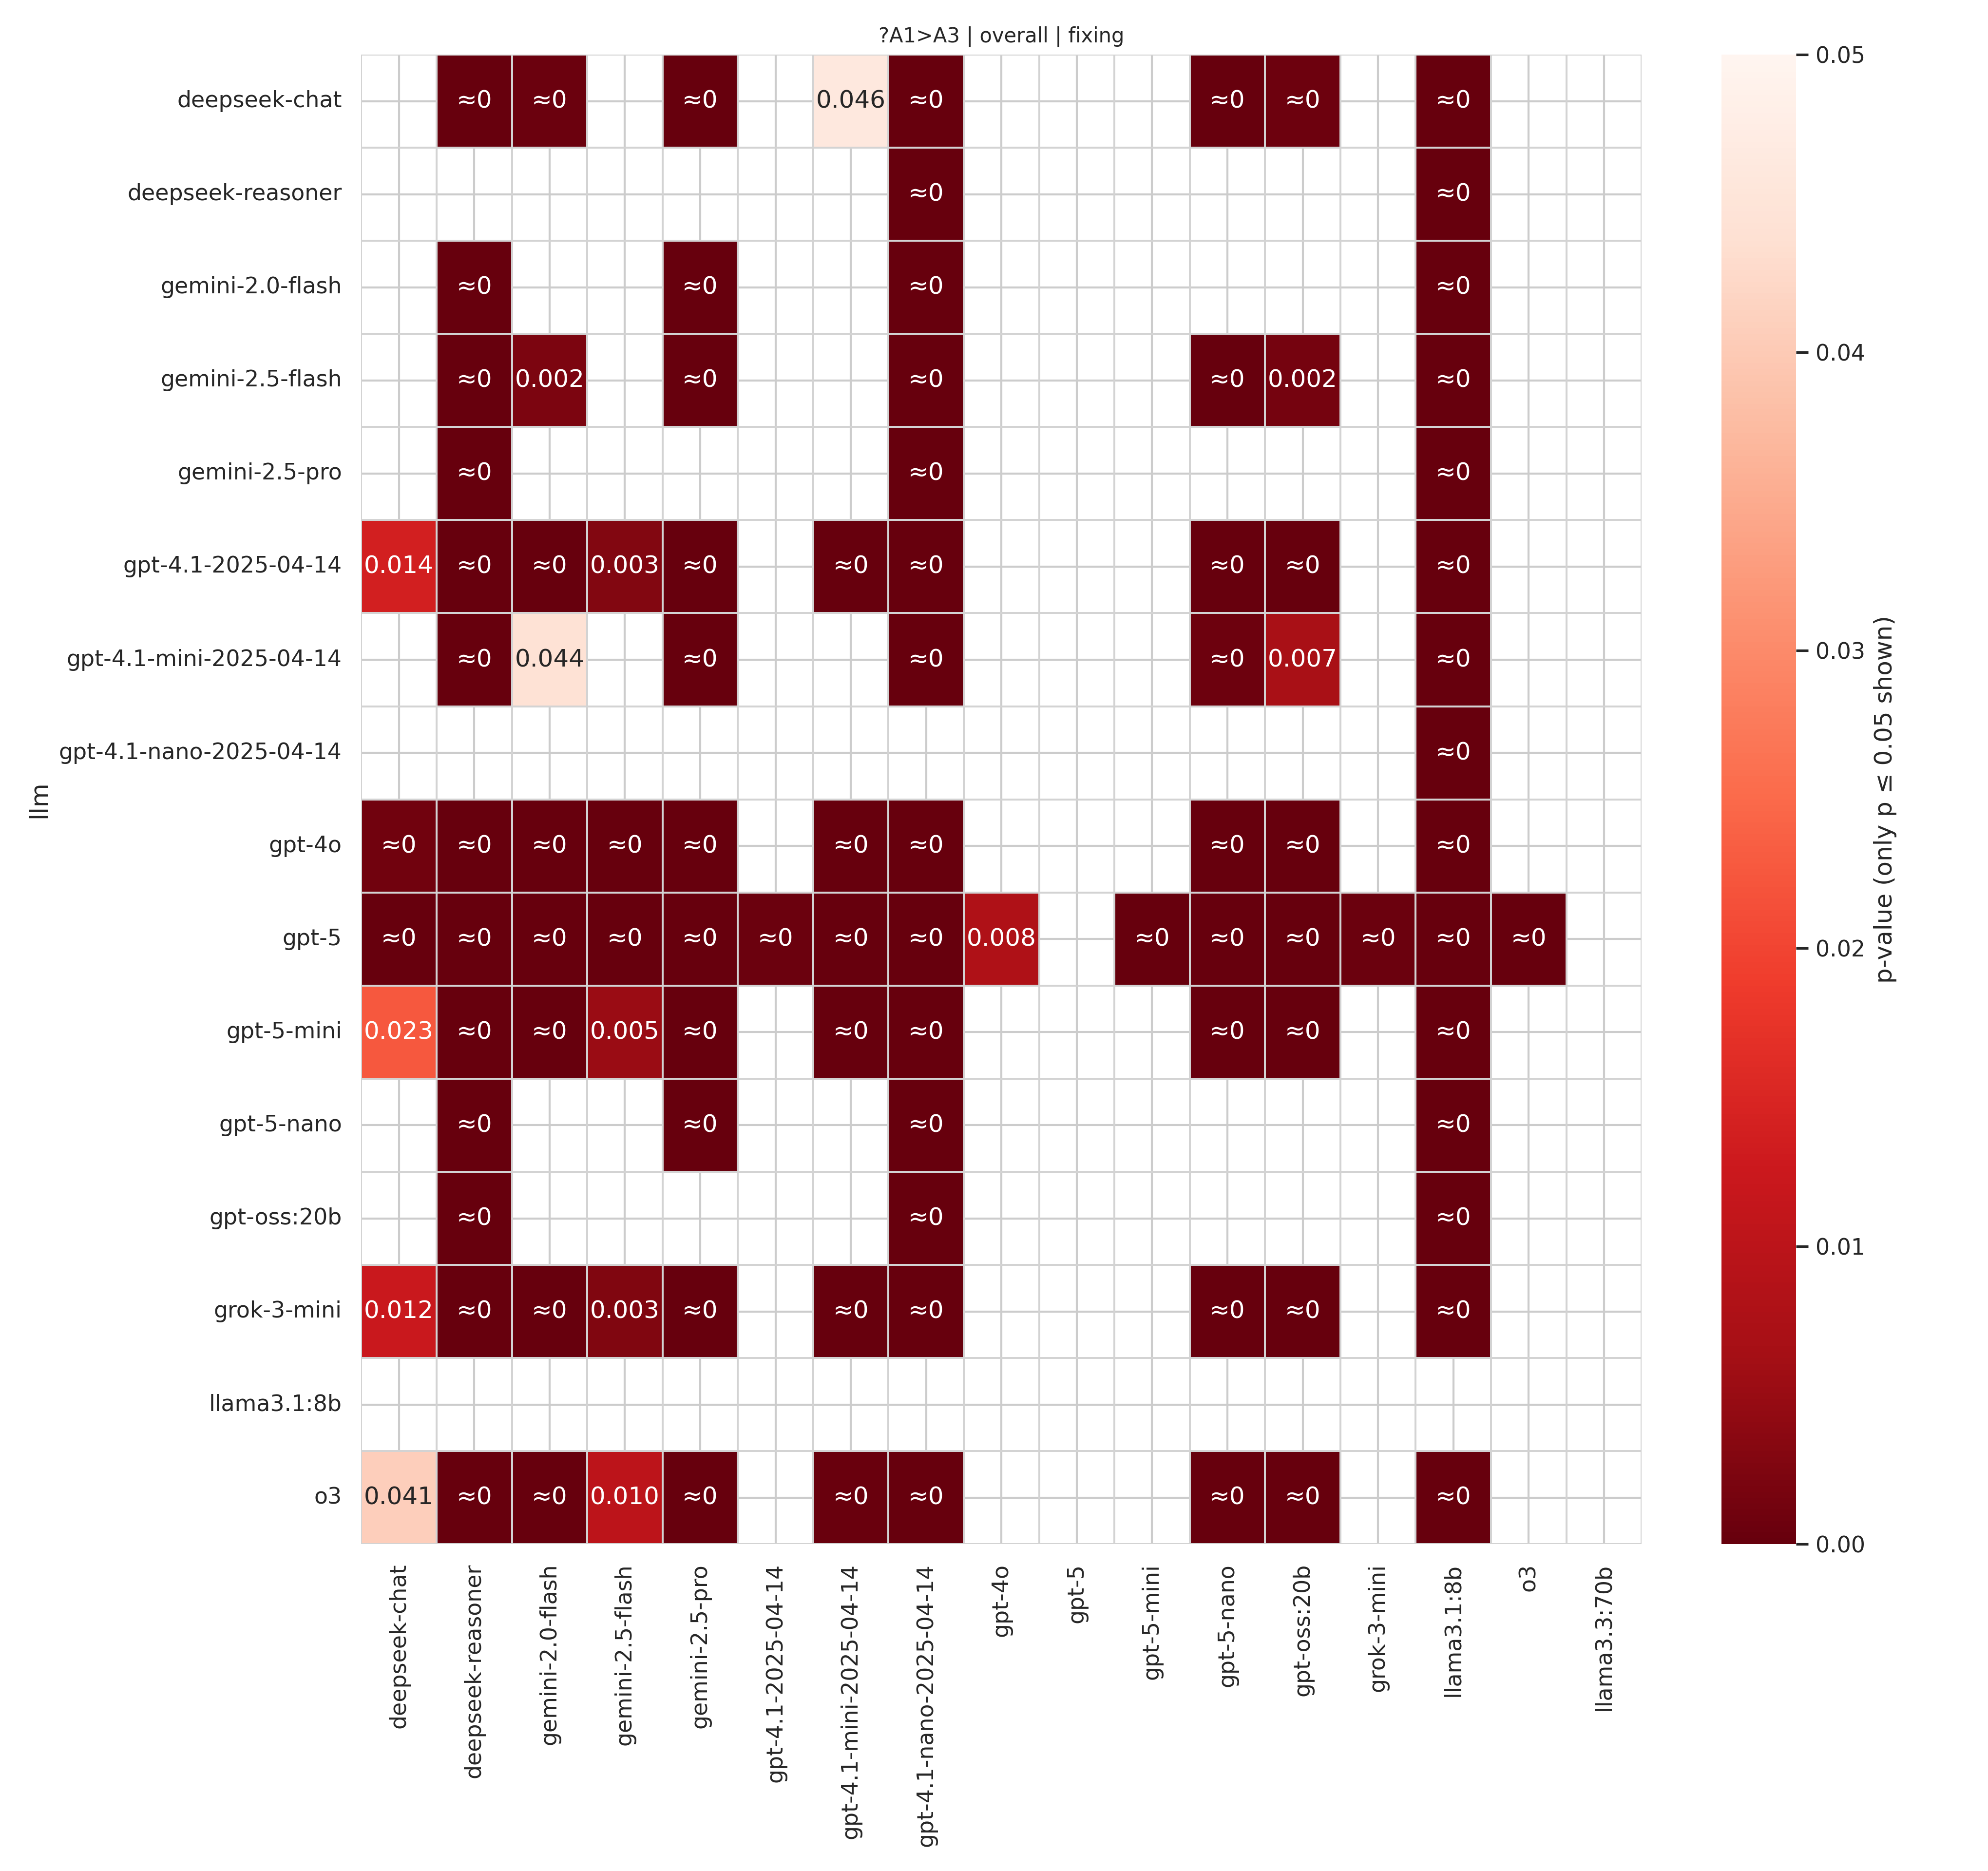 ?A1>A3 | overall | fixing
deepseek-chat ≈0 ≈0 ≈0 0.046 ≈0 ≈0 ≈0 ≈0
deepseek-reasoner ≈0 ≈0
gemini-2.0-flash ≈0 ≈0 ≈0 ≈0
gemini-2.5-flash ≈0 0.002 ≈0 ≈0 ≈0 0.002 ≈0
gemini-2.5-pro ≈0 ≈0 ≈0
gpt-4.1-2025-04-14 0.014 ≈0 ≈0 0.003 ≈0 ≈0 ≈0 ≈0 ≈0 ≈0
gpt-4.1-mini-2025-04-14 ≈0 0.044 ≈0 ≈0 ≈0 0.007 ≈0
gpt-4.1-nano-2025-04-14 ≈0
gpt-4o ≈0 ≈0 ≈0 ≈0 ≈0 ≈0 ≈0 ≈0 ≈0 ≈0
gpt-5 ≈0 ≈0 ≈0 ≈0 ≈0 ≈0 ≈0 ≈0 0.008 ≈0 ≈0 ≈0 ≈0 ≈0 ≈0
gpt-5-mini 0.023 ≈0 ≈0 0.005 ≈0 ≈0 ≈0 ≈0 ≈0 ≈0
gpt-5-nano ≈0 ≈0 ≈0 ≈0
gpt-oss:20b ≈0 ≈0 ≈0
grok-3-mini 0.012 ≈0 ≈0 0.003 ≈0 ≈0 ≈0 ≈0 ≈0 ≈0
llama3.1:8b
o3 0.041 ≈0 ≈0 0.010 ≈0 ≈0 ≈0 ≈0 ≈0 ≈0
llm
deepseek-chat
deepseek-reasoner
gemini-2.0-flash
gemini-2.5-flash
gemini-2.5-pro
gpt-4.1-2025-04-14
gpt-4.1-mini-2025-04-14
gpt-4.1-nano-2025-04-14
gpt-4o
gpt-5
gpt-5-mini
gpt-5-nano
gpt-oss:20b
grok-3-mini
llama3.1:8b
o3
llama3.3:70b
0.05
0.04
0.03
0.02
0.01
0.00
p-value (only p ≤ 0.05 shown)